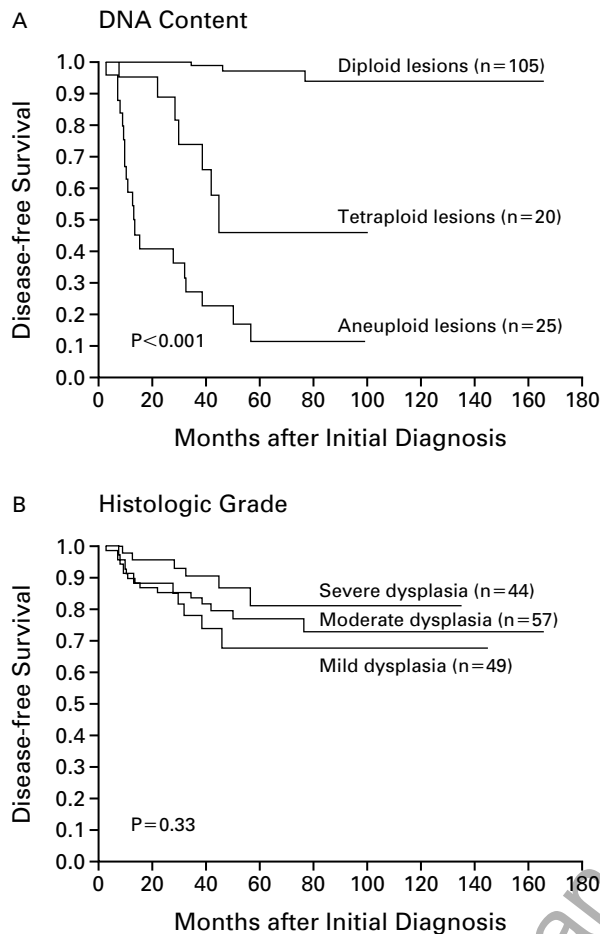 A DNA Content
Disease-free Survival
1.0
0.9
0.8
0.7
0.6
0.5
0.4
0.3
0.2
0.1
0.0
Diploid lesions (n=105)
Tetraploid lesions (n=20)
Aneuploid lesions (n=25)
P<0.001
0 20 40 60 80 100 120 140 160 180
Months after Initial Diagnosis
B Histologic Grade
Disease-free Survival
1.0
0.9
0.8
0.7
0.6
0.5
0.4
0.3
0.2
0.1
0.0
Severe dysplasia (n=44)
Moderate dysplasia (n=57)
Mild dysplasia (n=49)
P=0.33
0 20 40 60 80 100 120 140 160 180
Months after Initial Diagnosis